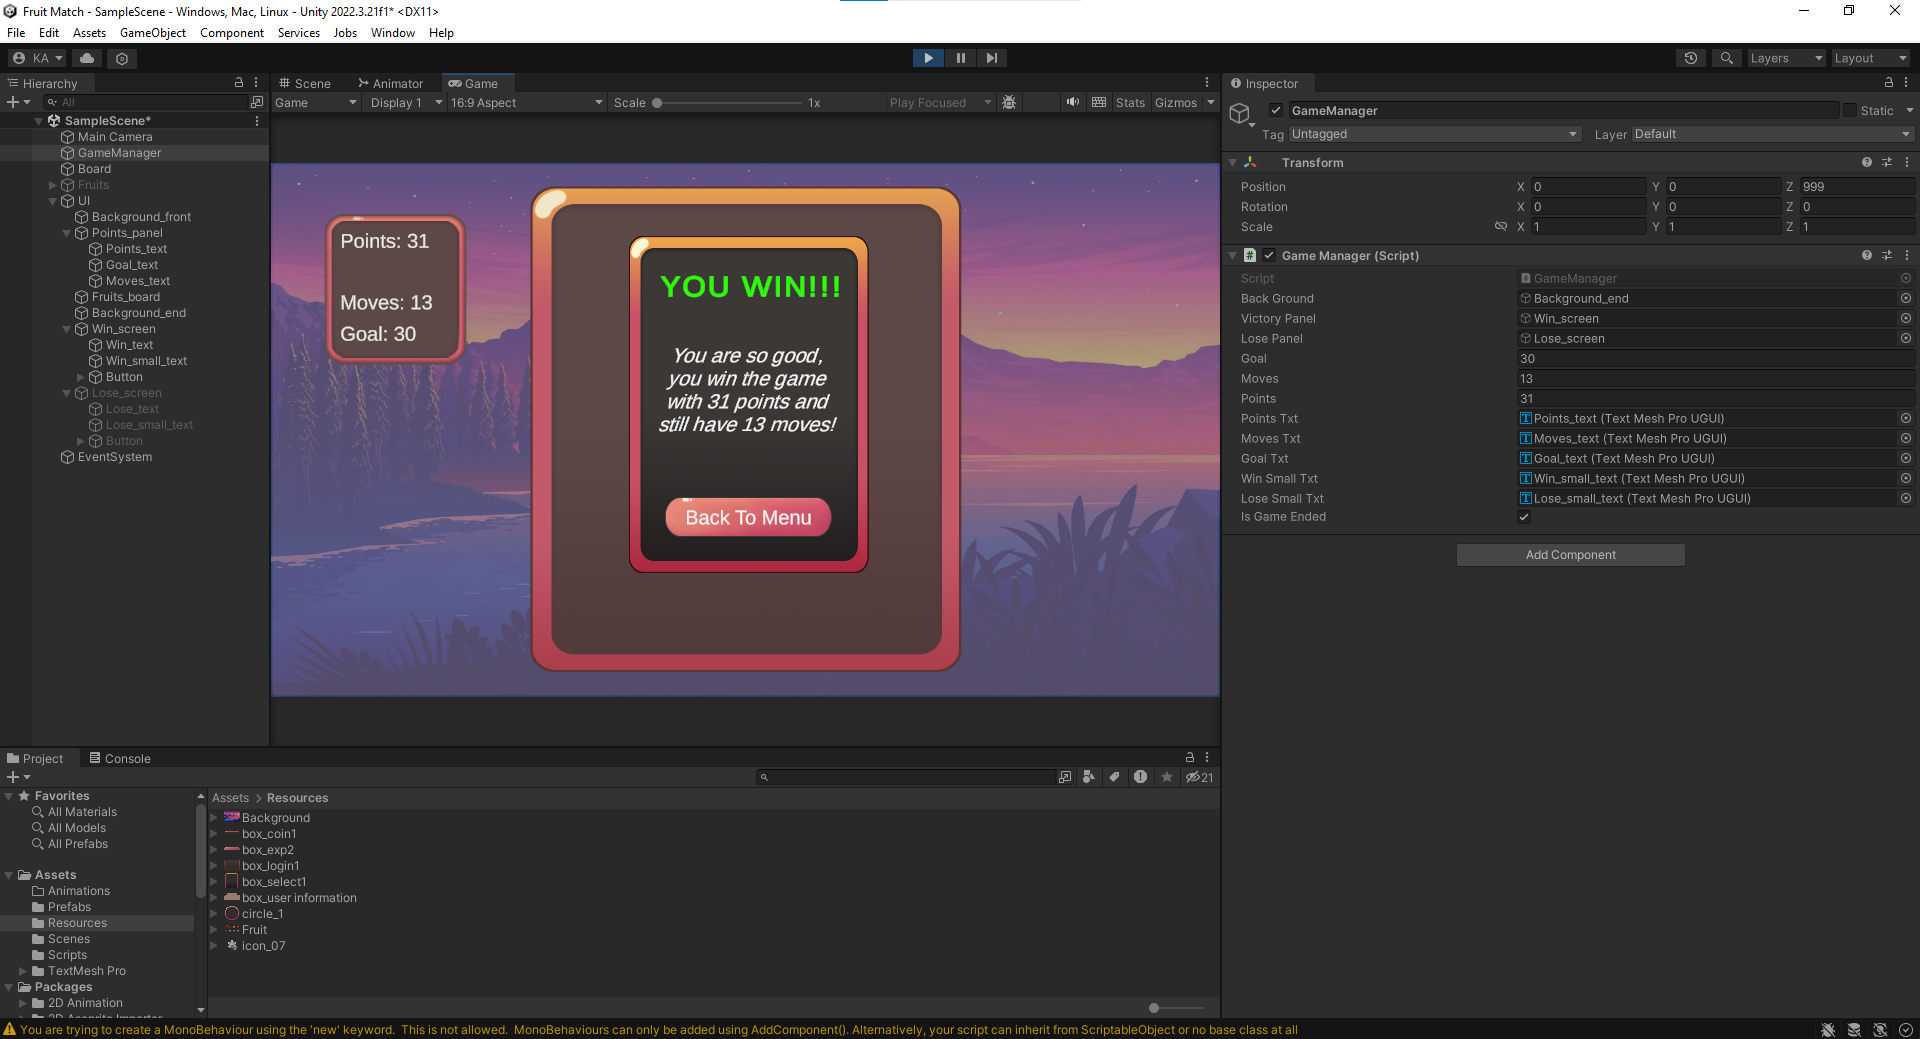 Fruit Match - SampleScene - Windows, Mac, Linux - Unity 2022.3.21f1* <DX11>
File Edit Assets GameObject Component Services Jobs Window Help
KA
Layers
Layout
Hierarchy
All
SampleScene*
Main Camera
GameManager
Board
Fruits
UI
Background_front
Points_panel
Points_text
Goal_text
Moves_text
Fruits_board
Background_end
Win_screen
Win_text
Win_small_text
Button
Lose_screen
Lose_text
Lose_small_text
Button
EventSystem
Scene Animator Game
Game Display 1 16:9 Aspect Scale 1x Play Focused Stats Gizmos
Points: 31
Moves: 13
Goal: 30
YOU WIN!!!
You are so good,
you win the game
with 31 points and
still have 13 moves!
Back To Menu
Inspector
GameManager Static
Tag Untagged Layer Default
Transform
Position X 0 Y 0 Z 999
Rotation X 0 Y 0 Z 0
Scale X 1 Y 1 Z 1
# Game Manager (Script)
Script # GameManager
Back Ground Background_end
Victory Panel Win_screen
Lose Panel Lose_screen
Goal 30
Moves 13
Points 31
Points Txt Points_text (Text Mesh Pro UGUI)
Moves Txt Moves_text (Text Mesh Pro UGUI)
Goal Txt Goal_text (Text Mesh Pro UGUI)
Win Small Txt Win_small_text (Text Mesh Pro UGUI)
Lose Small Txt Lose_small_text (Text Mesh Pro UGUI)
Is Game Ended
Add Component
Project Console
21
Favorites
All Materials
All Models
All Prefabs
Assets
Animations
Prefabs
Resources
Scenes
Scripts
TextMesh Pro
Packages
2D Animation
Assets > Resources
Background
box_coin1
box_exp2
box_login1
box_select1
box_user information
circle_1
Fruit
icon_07
You are trying to create a MonoBehaviour using the 'new' keyword. This is not allowed. MonoBehaviours can only be added using AddComponent(). Alternatively, your script can inherit from ScriptableObject or no base class at all